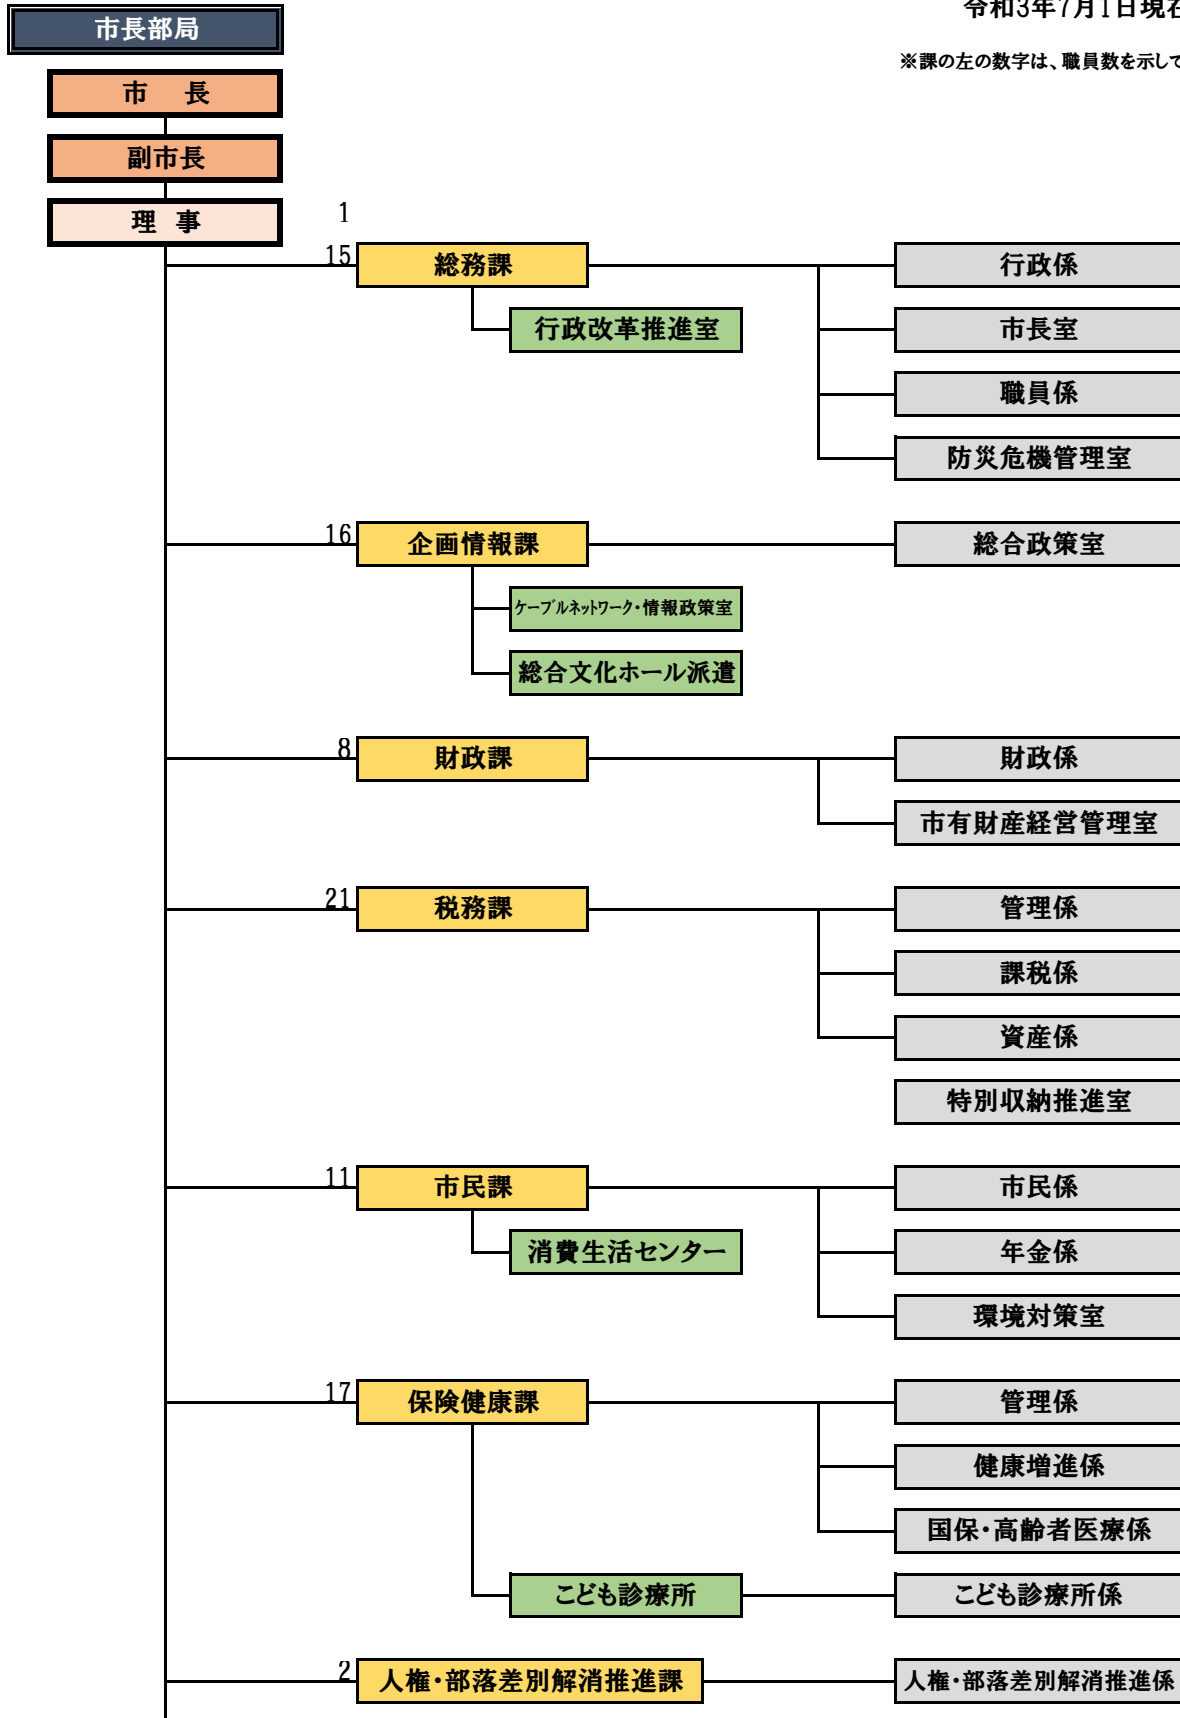 令和3年7月1日現在
市長部局
※課の左の数字は、職員数を示して
市　長
副市長
理　事
1
15 総務課 行政係
行政改革推進室 市長室
職員係
防災危機管理室
16 企画情報課 総合政策室
ケーブルネットワーク・情報政策室
総合文化ホール派遣
8 財政課 財政係
市有財産経営管理室
21 税務課 管理係
課税係
資産係
特別収納推進室
11 市民課 市民係
消費生活センター 年金係
環境対策室
17 保険健康課 管理係
健康増進係
国保・高齢者医療係
こども診療所 こども診療所係
2 人権・部落差別解消推進課 人権・部落差別解消推進係